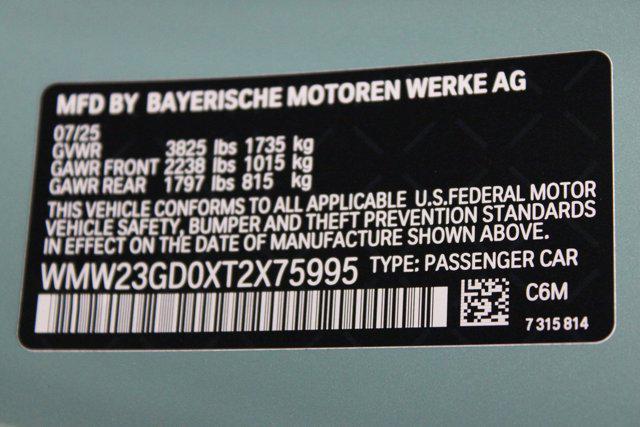 MFD BY BAYERISCHE MOTOREN WERKE AG
07/25
GVWR 3825 lbs 1735 kg
GAWR FRONT 2238 lbs 1015 kg
GAWR REAR 1797 lbs 815 kg
THIS VEHICLE CONFORMS TO ALL APPLICABLE U.S.FEDERAL MOTOR
VEHICLE SAFETY, BUMPER AND THEFT PREVENTION STANDARDS
IN EFFECT ON THE DATE OF MANUFACTURE SHOWN ABOVE.
WMW23GD0XT2X75995 TYPE: PASSENGER CAR
C6M
7 315 814